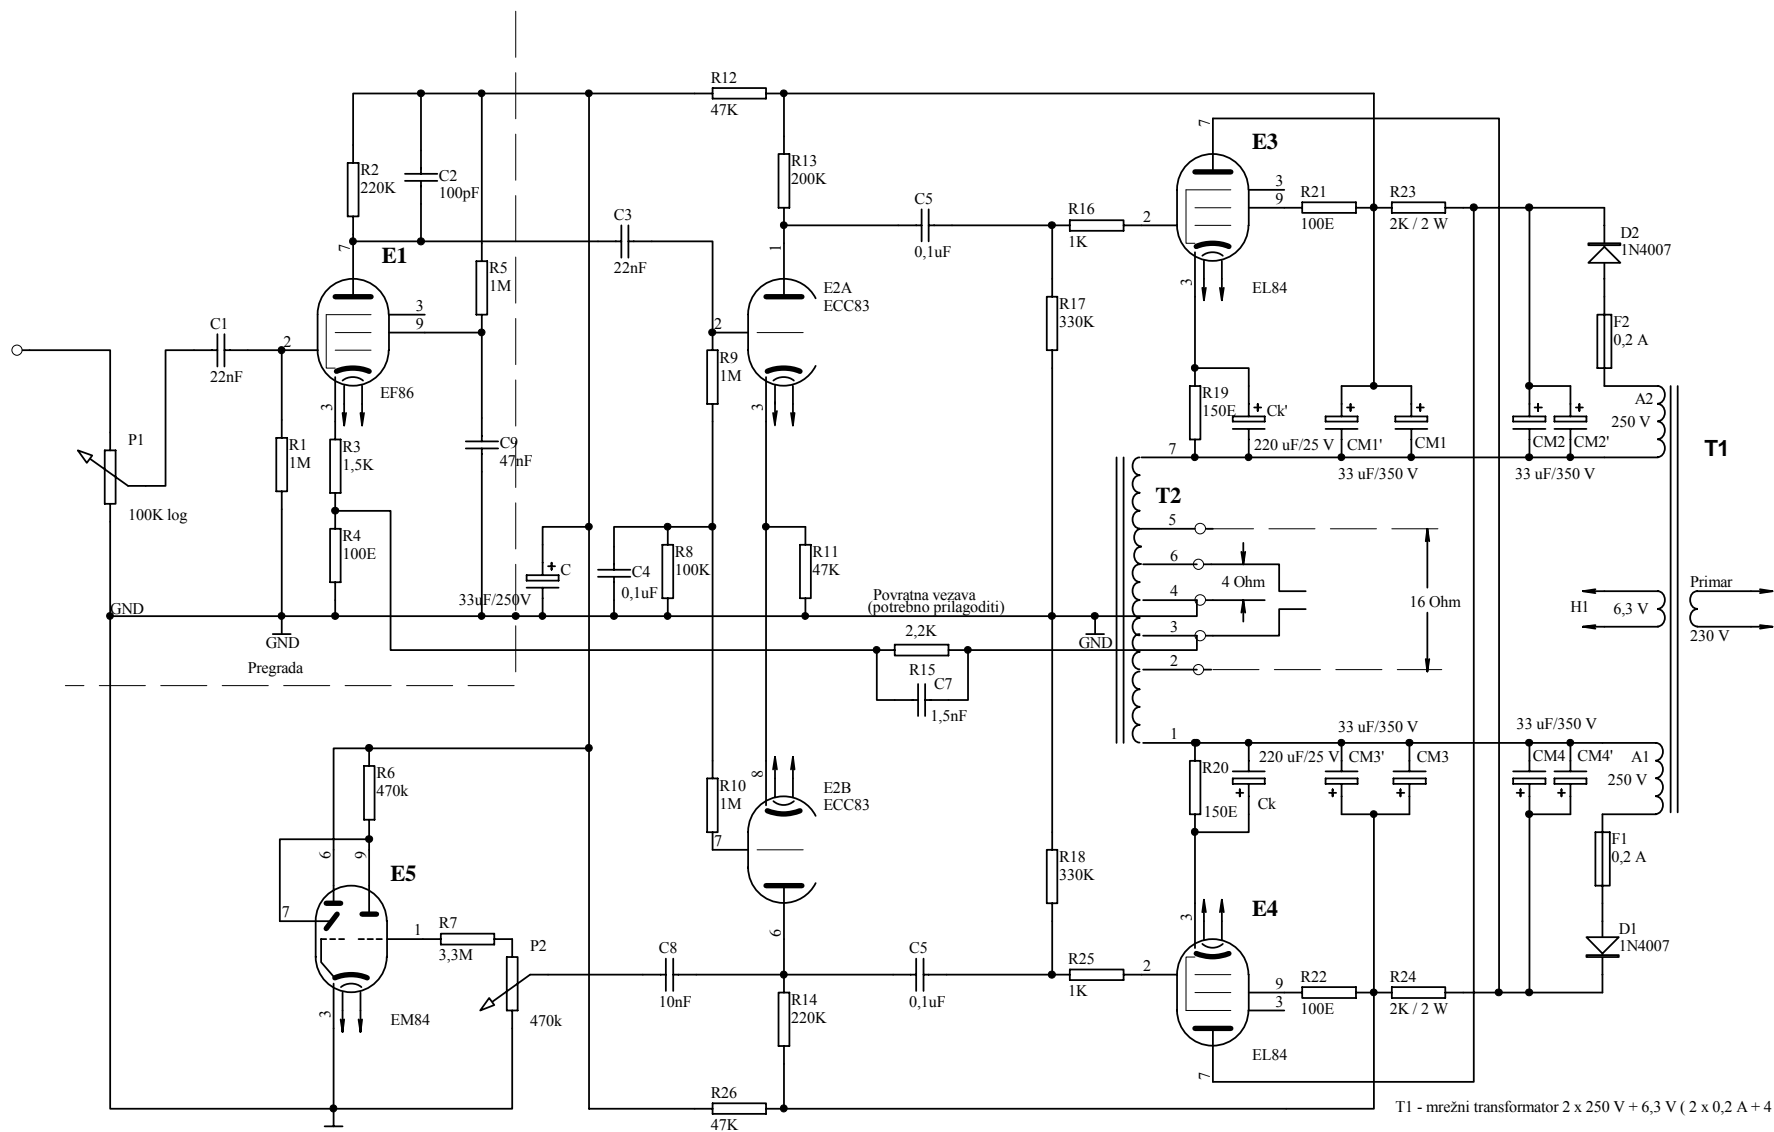 R12
47K
R2
220K
C2
100pF
R13
200K
E3
7
3
9
R21
100E
R23
2K / 2 W
D2
1N4007
C3
22nF
C5
0,1uF
R16
1K
2
1
7
E1
R5
1M
3
9
E2A
ECC83
3
EL84
R17
330K
F2
0,2 A
C1
22nF
2
2
R9
1M
EF86
3
3
R19
150E
Ck'
220 uF/25 V
CM1'
CM1
33 uF/350 V
CM2
CM2'
33 uF/350 V
A2
250 V
T1
P1
100K log
R1
1M
R3
1,5K
C9
47nF
7
T2
5
R4
100E
C
33uF/250V
C4
0,1uF
R8
100K
R11
47K
6
4 Ohm
4
16 Ohm
Primar
H1
6,3 V
230 V
GND
GND
Povratna vezava
(potrebno prilagoditi)
GND
3
2,2K
R15
C7
1,5nF
2
Pregrada
1
33 uF/350 V
33 uF/350 V
R6
470k
8
R10
1M
E2B
ECC83
R20
150E
220 uF/25 V
Ck
CM3'
CM3
CM4
CM4'
A1
250 V
6
9
E5
7
7
R18
330K
F1
0,2 A
3
E4
1
R7
3,3M
P2
470k
6
C8
10nF
C5
0,1uF
R25
1K
2
D1
1N4007
R14
220K
9
3
R22
100E
R24
2K / 2 W
3
EM84
EL84
7
R26
47K
T1 - mrežni transformator 2 x 250 V + 6,3 V ( 2 x 0,2 A + 4